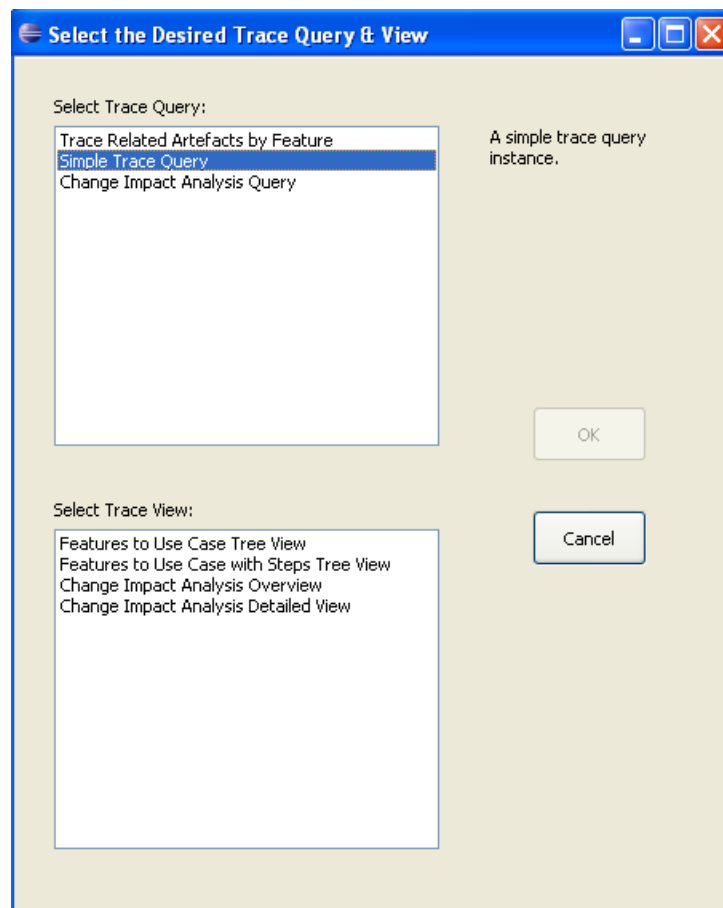 Select the Desired Trace Query & View
Select Trace Query:
Trace Related Artefacts by Feature
Simple Trace Query
Change Impact Analysis Query
A simple trace query
instance.
OK
Select Trace View:
Features to Use Case Tree View
Features to Use Case with Steps Tree View
Change Impact Analysis Overview
Change Impact Analysis Detailed View
Cancel